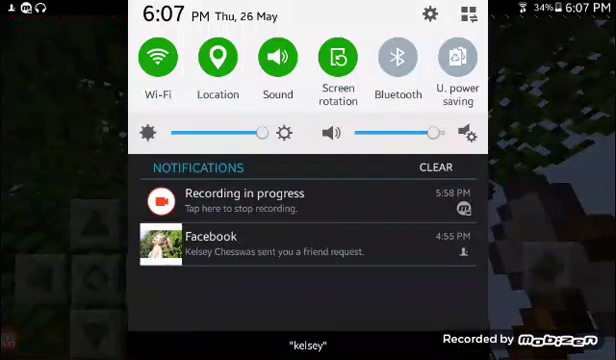 34% 6:07 PM
6:07 PM Thu, 26 May
Wi-Fi
Location
Sound
Screen
rotation
Bluetooth
U. power
saving
NOTIFICATIONS
CLEAR
Recording in progress
5:58 PM
Tap here to stop recording.
Facebook
4:55 PM
Kelsey Chesswas sent you a friend request.
Recorded by mobizen
"kelsey"